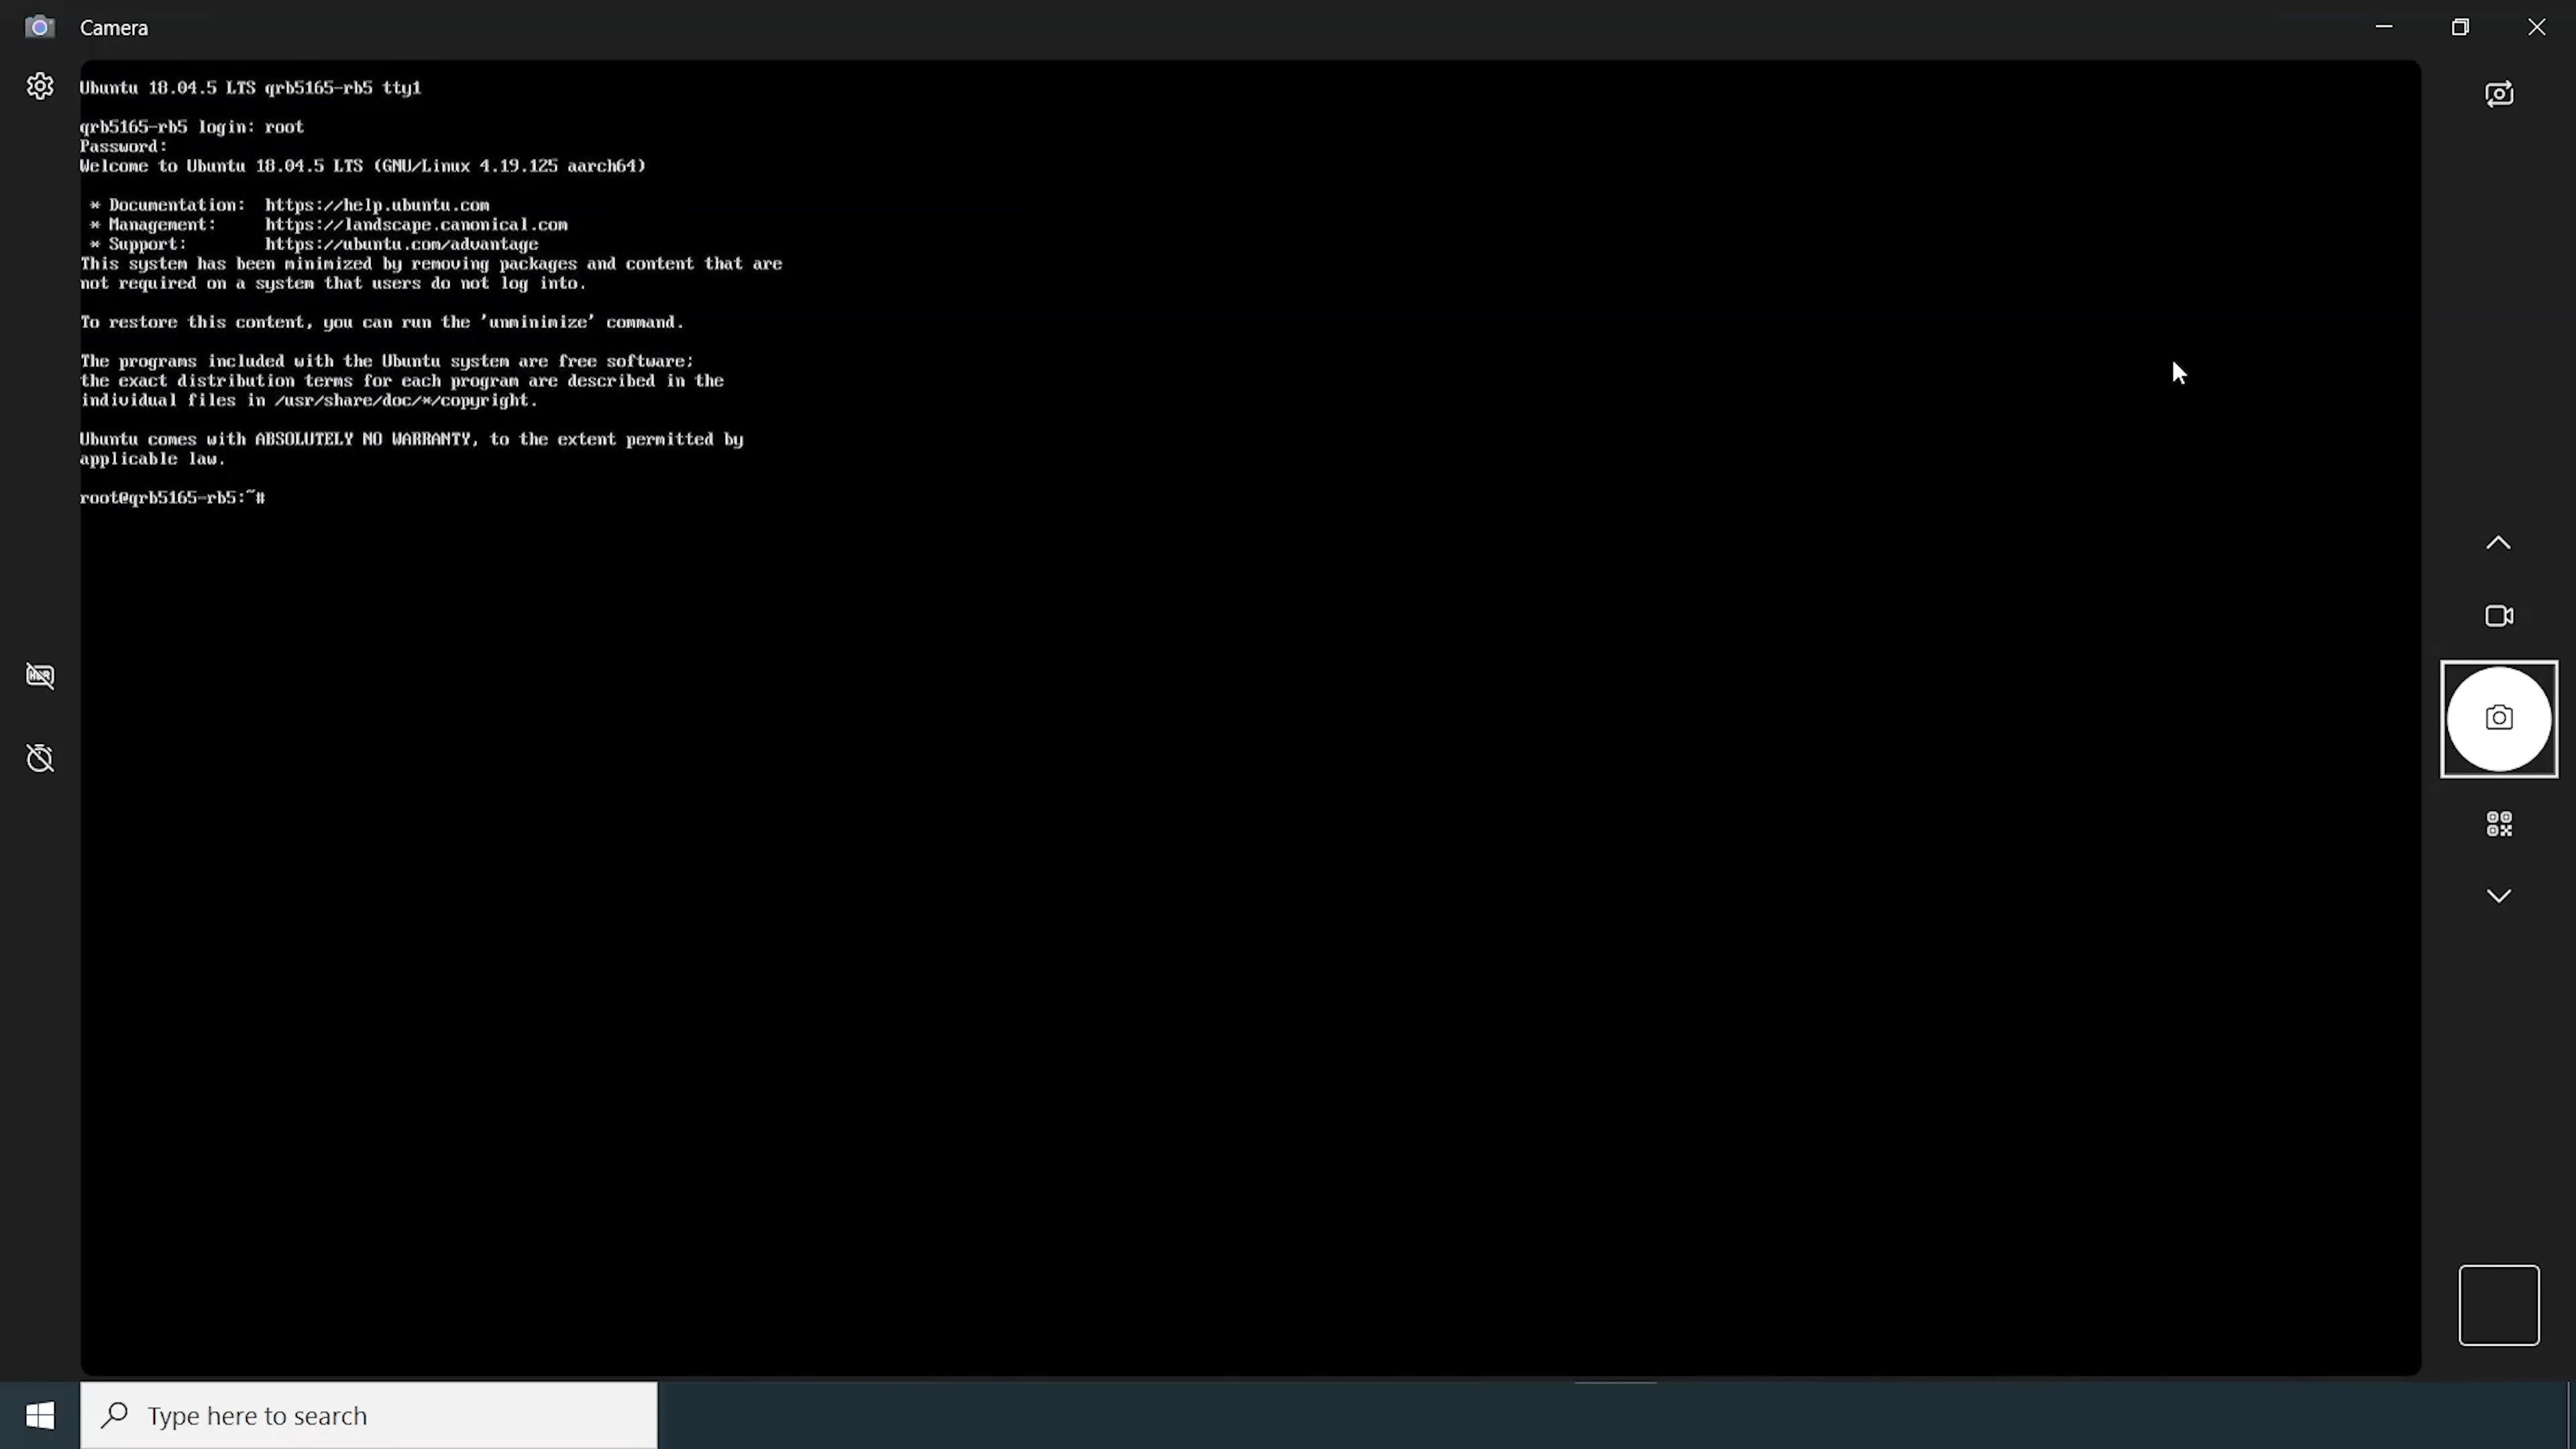 Camera
Ubuntu 18.04.5 LTS qrb5165-rb5 tty1
qrb5165-rb5 login: root
Password:
Welcome to Ubuntu 18.04.5 LTS (GNU/Linux 4.19.125 aarch64)
* Documentation: https://help.ubuntu.com
* Management: https://landscape.canonical.com
* Support: https://ubuntu.com/advantage
This system has been minimized by removing packages and content that are
not required on a system that users do not log into.
To restore this content, you can run the 'unminimize' command.
The programs included with the Ubuntu system are free software;
the exact distribution terms for each program are described in the
individual files in /usr/share/doc/*/copyright.
Ubuntu comes with ABSOLUTELY NO WARRANTY, to the extent permitted by
applicable law.
root@qrb5165-rb5:~#
HDR
Type here to search